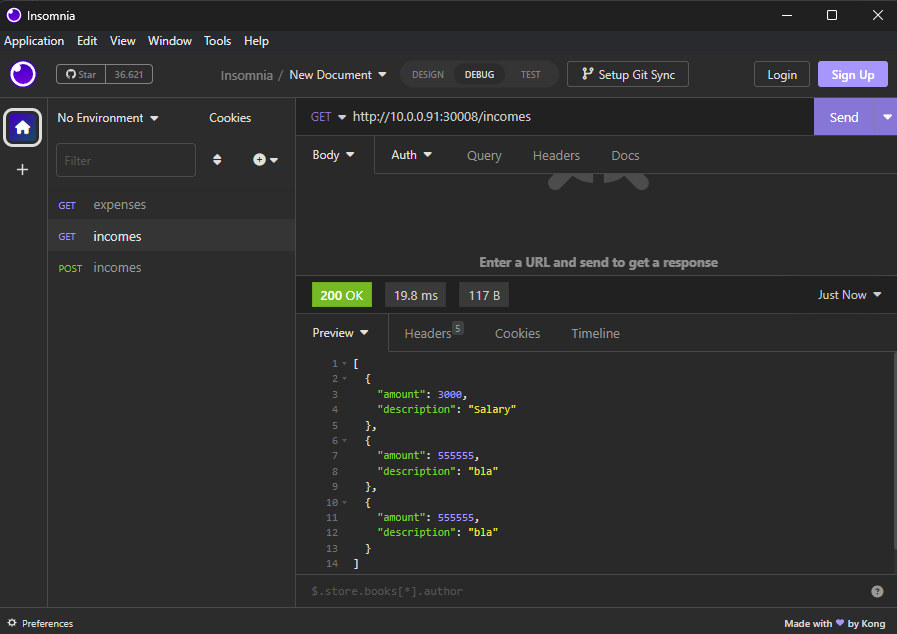 Insomnia
Application Edit View Window Tools Help
Star 36.621
Insomnia / New Document
DESIGN DEBUG TEST
Setup Git Sync
Login
Sign Up
No Environment
Cookies
Filter
GET expenses
GET incomes
POST incomes
GET http://10.0.0.91:30008/incomes
Send
Body Auth Query Headers Docs
Enter a URL and send to get a response
200 OK 19.8 ms 117 B
Just Now
Preview Headers 5 Cookies Timeline
1 [
2 {
3 "amount": 3000,
4 "description": "Salary"
5 },
6 {
7 "amount": 555555,
8 "description": "bla"
9 },
10 {
11 "amount": 555555,
12 "description": "bla"
13 }
14 ]
$.store.books[*].author
?
Preferences
Made with by Kong